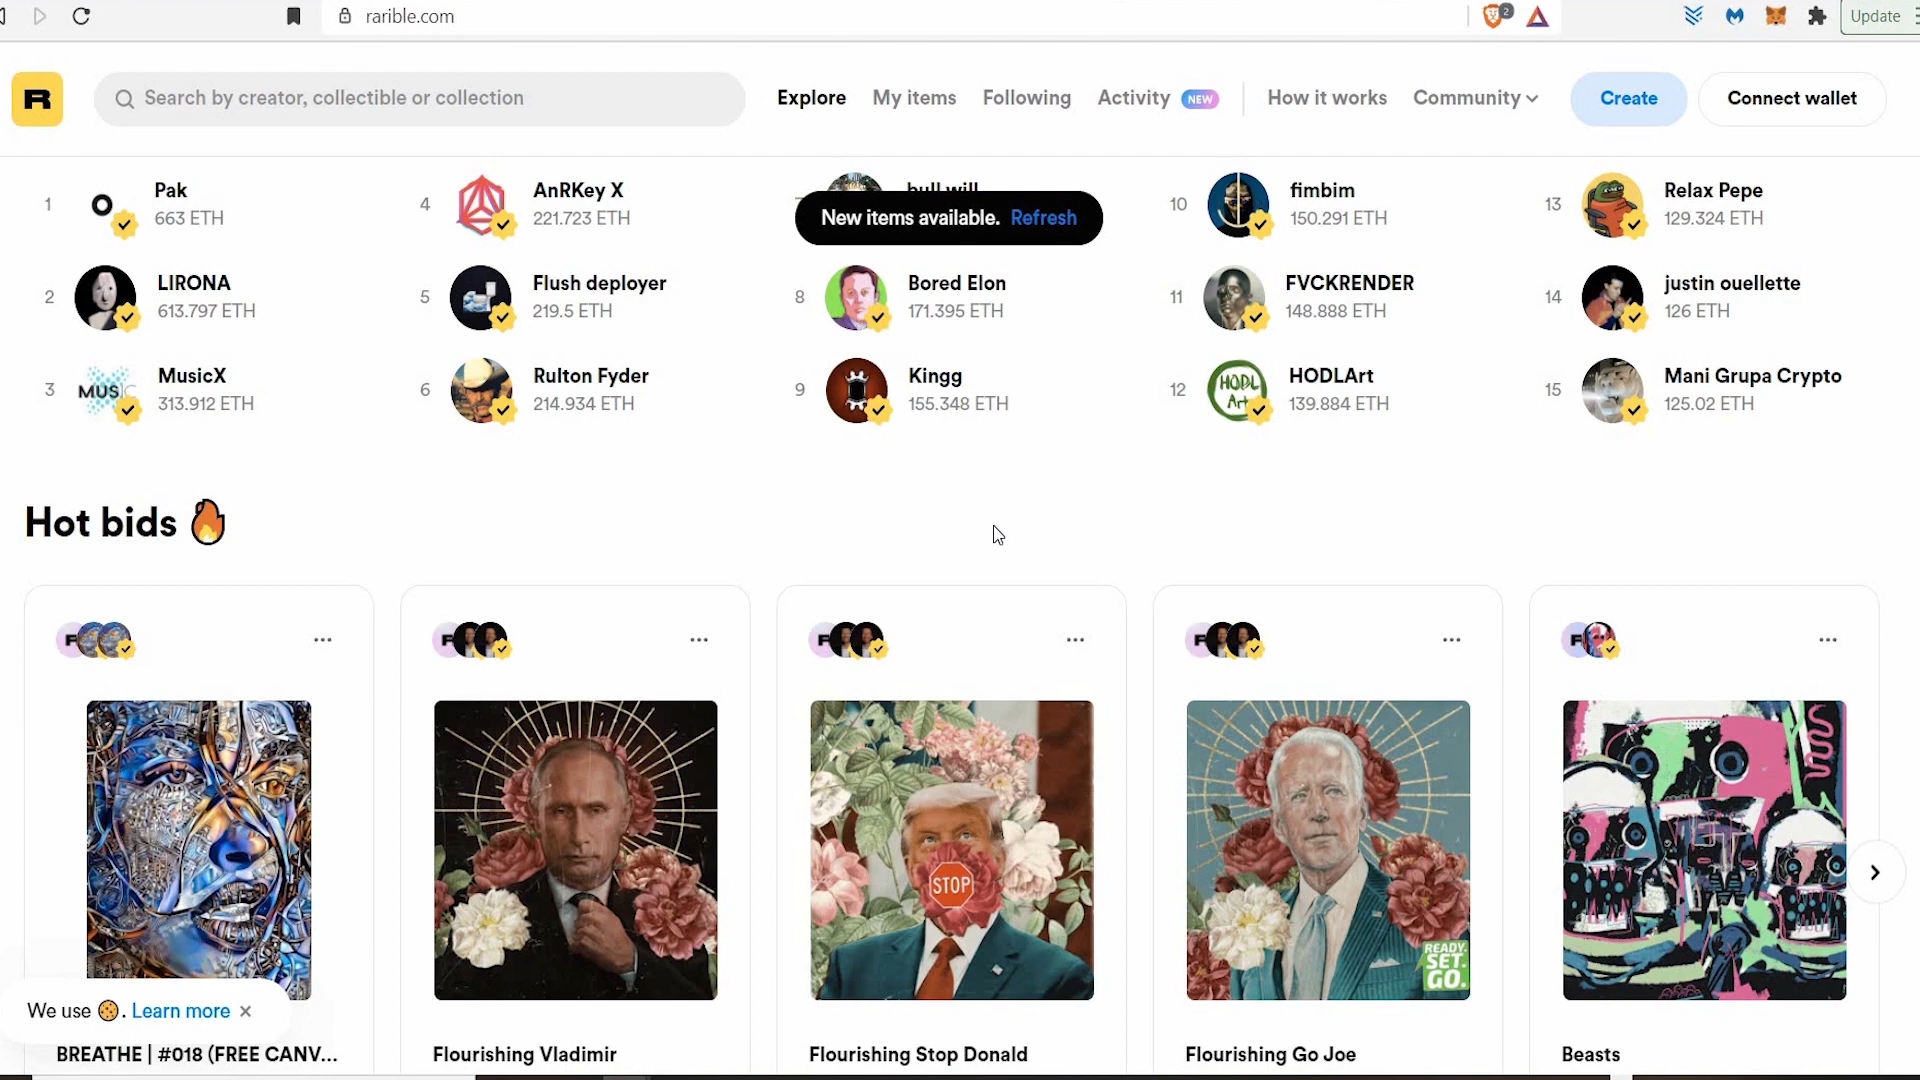 rarible.com
2
Update
R
Search by creator, collectible or collection
Explore
My items
Following
Activity
NEW
How it works
Community
Create
Connect wallet
1
Pak
663 ETH
4
AnRKey X
221.723 ETH
bull will
New items available. Refresh
10
fimbim
150.291 ETH
13
Relax Pepe
129.324 ETH
2
LIRONA
613.797 ETH
5
Flush deployer
219.5 ETH
8
Bored Elon
171.395 ETH
11
FVCKRENDER
148.888 ETH
14
justin ouellette
126 ETH
3
MUSIC
MusicX
313.912 ETH
6
Rulton Fyder
214.934 ETH
9
Kingg
155.348 ETH
12
HODL
Art
HODLArt
139.884 ETH
15
Mani Grupa Crypto
125.02 ETH
Hot bids
STOP
READY.
SET.
GO.
We use . Learn more ×
BREATHE | #018 (FREE CANV...
Flourishing Vladimir
Flourishing Stop Donald
Flourishing Go Joe
Beasts